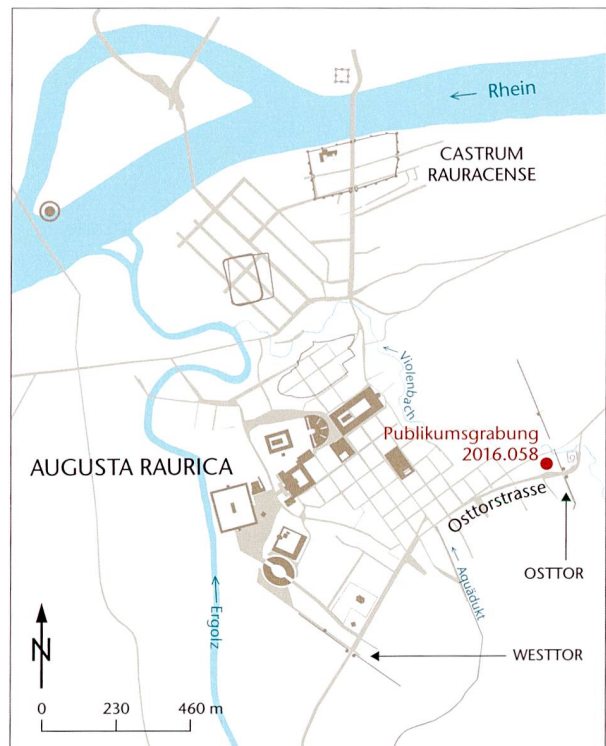 Rhein
CASTRUM
RAURACENSE
Violenbach
Publikumsgrabung
2016.058
AUGUSTA RAURICA
Osttorstrasse
OSTTOR
Aquädukt
Ergolz
WESTTOR
N
0 230 460 m